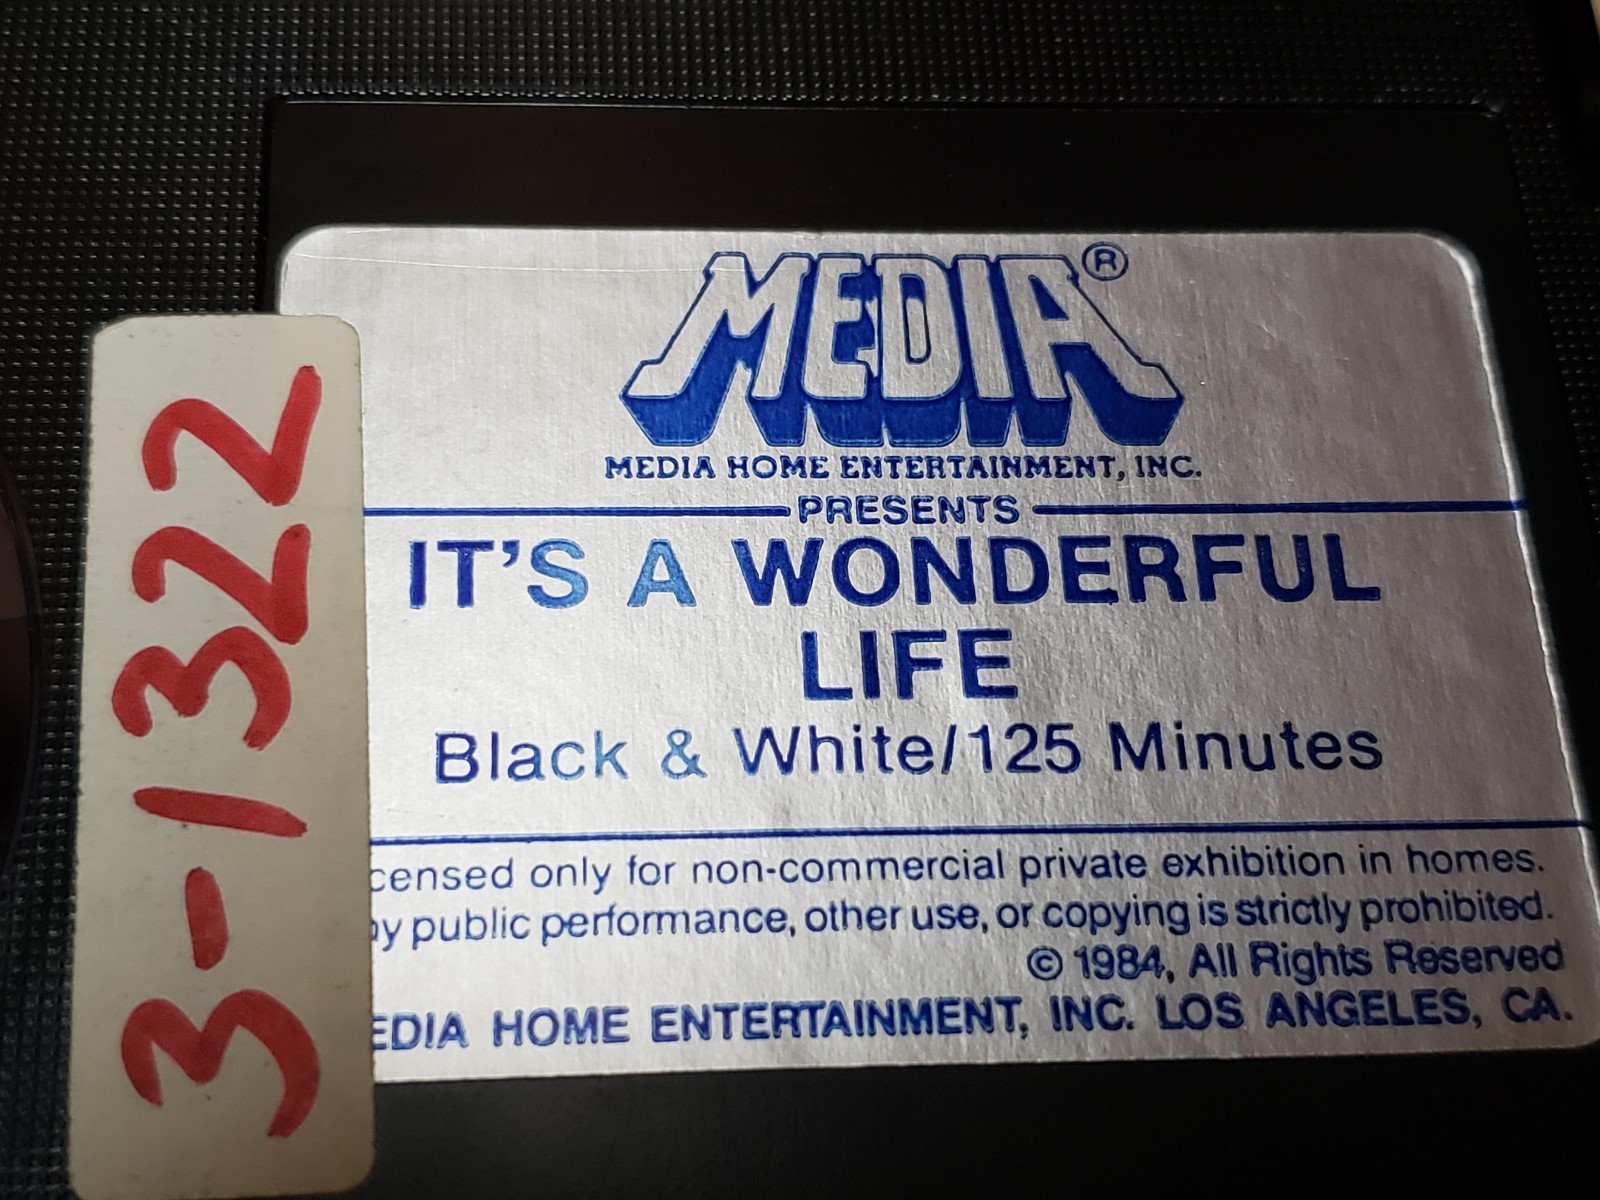 MEDIA®
MEDIA HOME ENTERTAINMENT, INC.
PRESENTS
IT'S A WONDERFUL
LIFE
Black & White/125 Minutes
censed only for non-commercial private exhibition in homes.
y public performance, other use, or copying is strictly prohibited.
© 1984, All Rights Reserved
EDIA HOME ENTERTAINMENT, INC. LOS ANGELES, CA.
3-1322